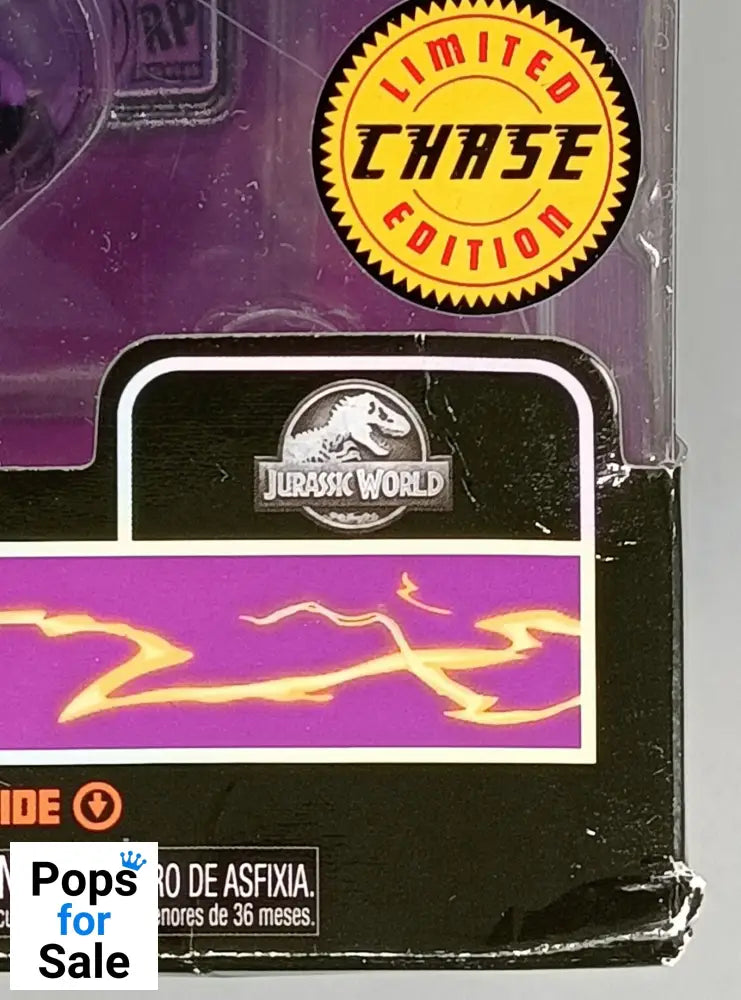 RP
LIMITED
CHASE
EDITION
JURASSIC WORLD
IDE
RO DE ASFIXIA.
enores de 36 meses.
Pops
for
Sale